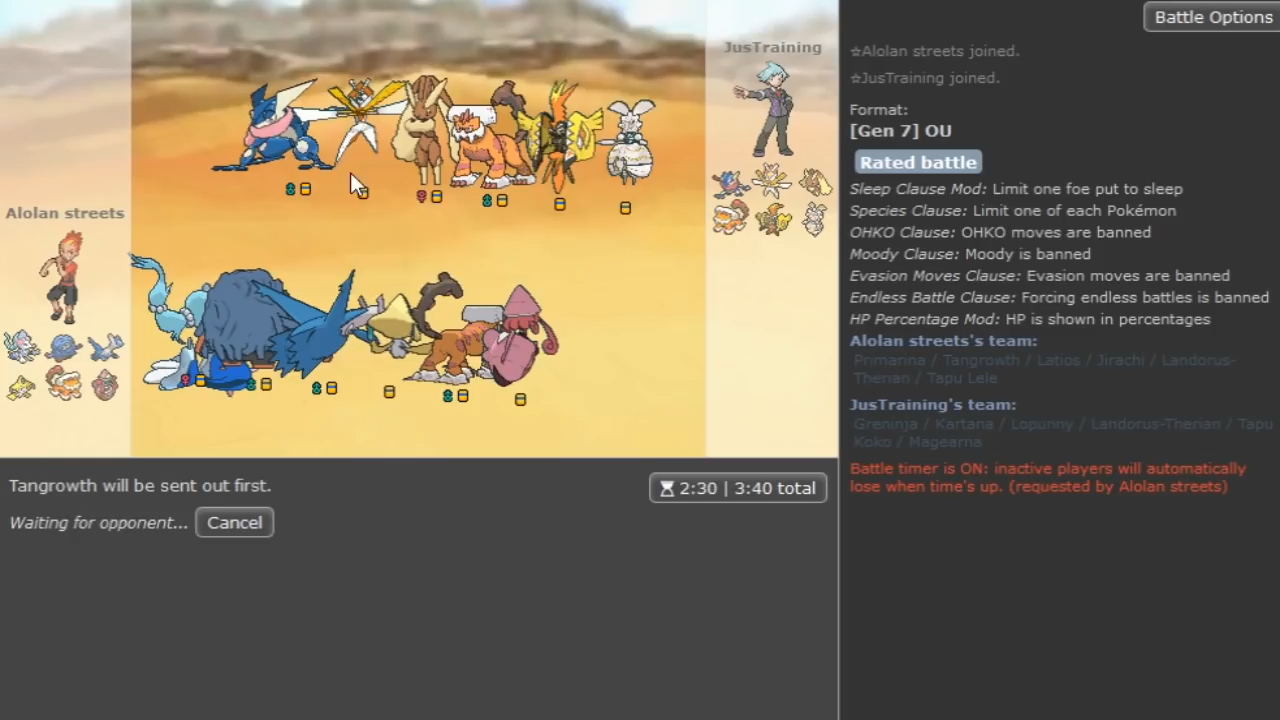 Battle Options
JusTraining
☆Alolan streets joined.
☆JusTraining joined.
Format:
[Gen 7] OU
Rated battle
Sleep Clause Mod: Limit one foe put to sleep
Species Clause: Limit one of each Pokémon
OHKO Clause: OHKO moves are banned
Moody Clause: Moody is banned
Evasion Moves Clause: Evasion moves are banned
Endless Battle Clause: Forcing endless battles is banned
HP Percentage Mod: HP is shown in percentages
Alolan streets's team:
Primarina / Tangrowth / Latios / Jirachi / Landorus-
Therian / Tapu Lele
JusTraining's team:
Greninja / Kartana / Lopunny / Landorus-Therian / Tapu
Koko / Magearna
Battle timer is ON: inactive players will automatically
lose when time's up. (requested by Alolan streets)
Alolan streets
Tangrowth will be sent out first.
2:30 | 3:40 total
Waiting for opponent...
Cancel